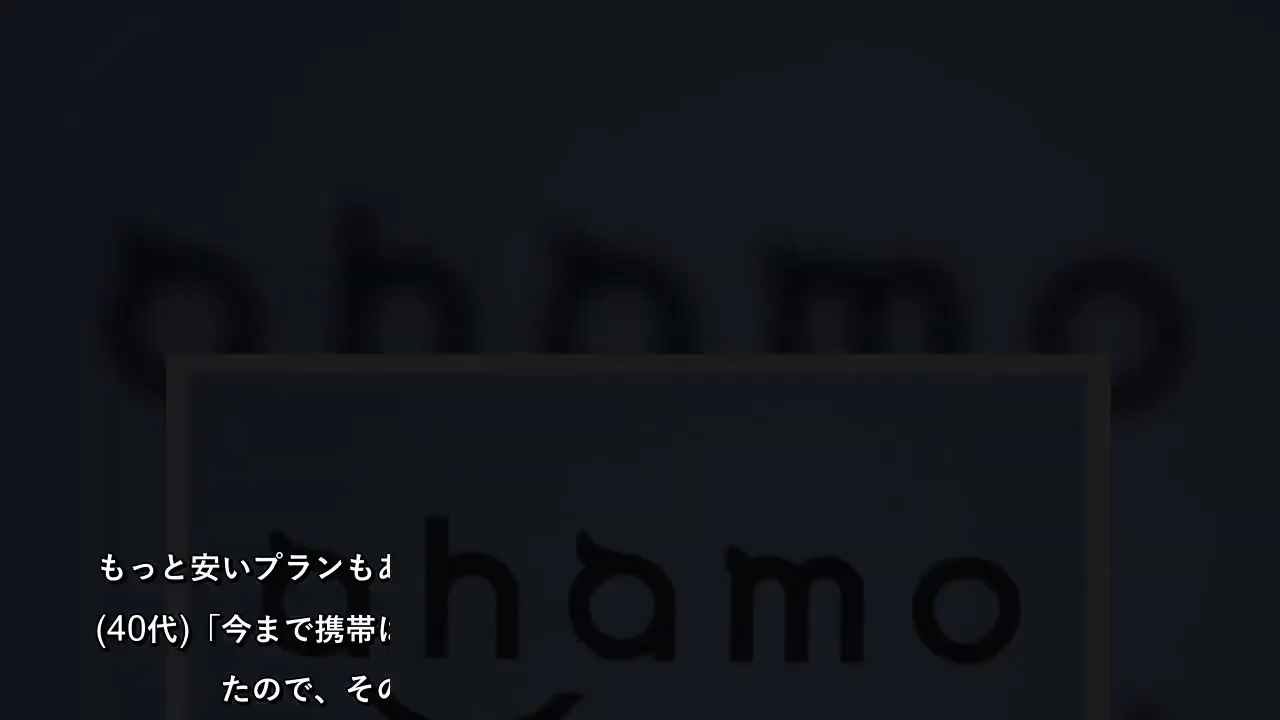 ahamo
ahamo
もっと安いプランもあ
(40代)「今まで携帯は
たので、その